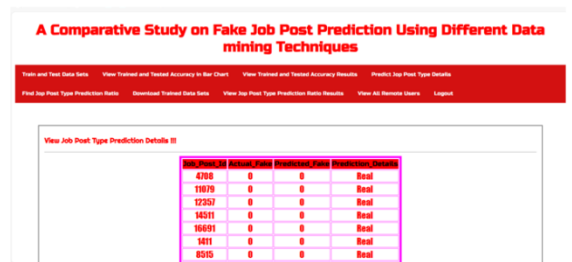 A Comparative Study on Fake Job Post Prediction Using Different Data
mining Techniques
Train and Test Data Sets View Trained and Tested Accuracy in Bar Chart View Trained and Tested Accuracy Results Predict Jop Post Type Details
Find Jop Post Type Prediction Ratio Download Trained Data Sets View Jop Post Type Prediction Ratio Results View All Remote Users Logout
View Job Post Type Prediction Details !!!
Job_Post_Id Actual_Fake Predicted_Fake Prediction_Details
4708 0 0 Real
11079 0 0 Real
12357 0 0 Real
14511 0 0 Real
16691 0 0 Real
1411 0 0 Real
8515 0 0 Real